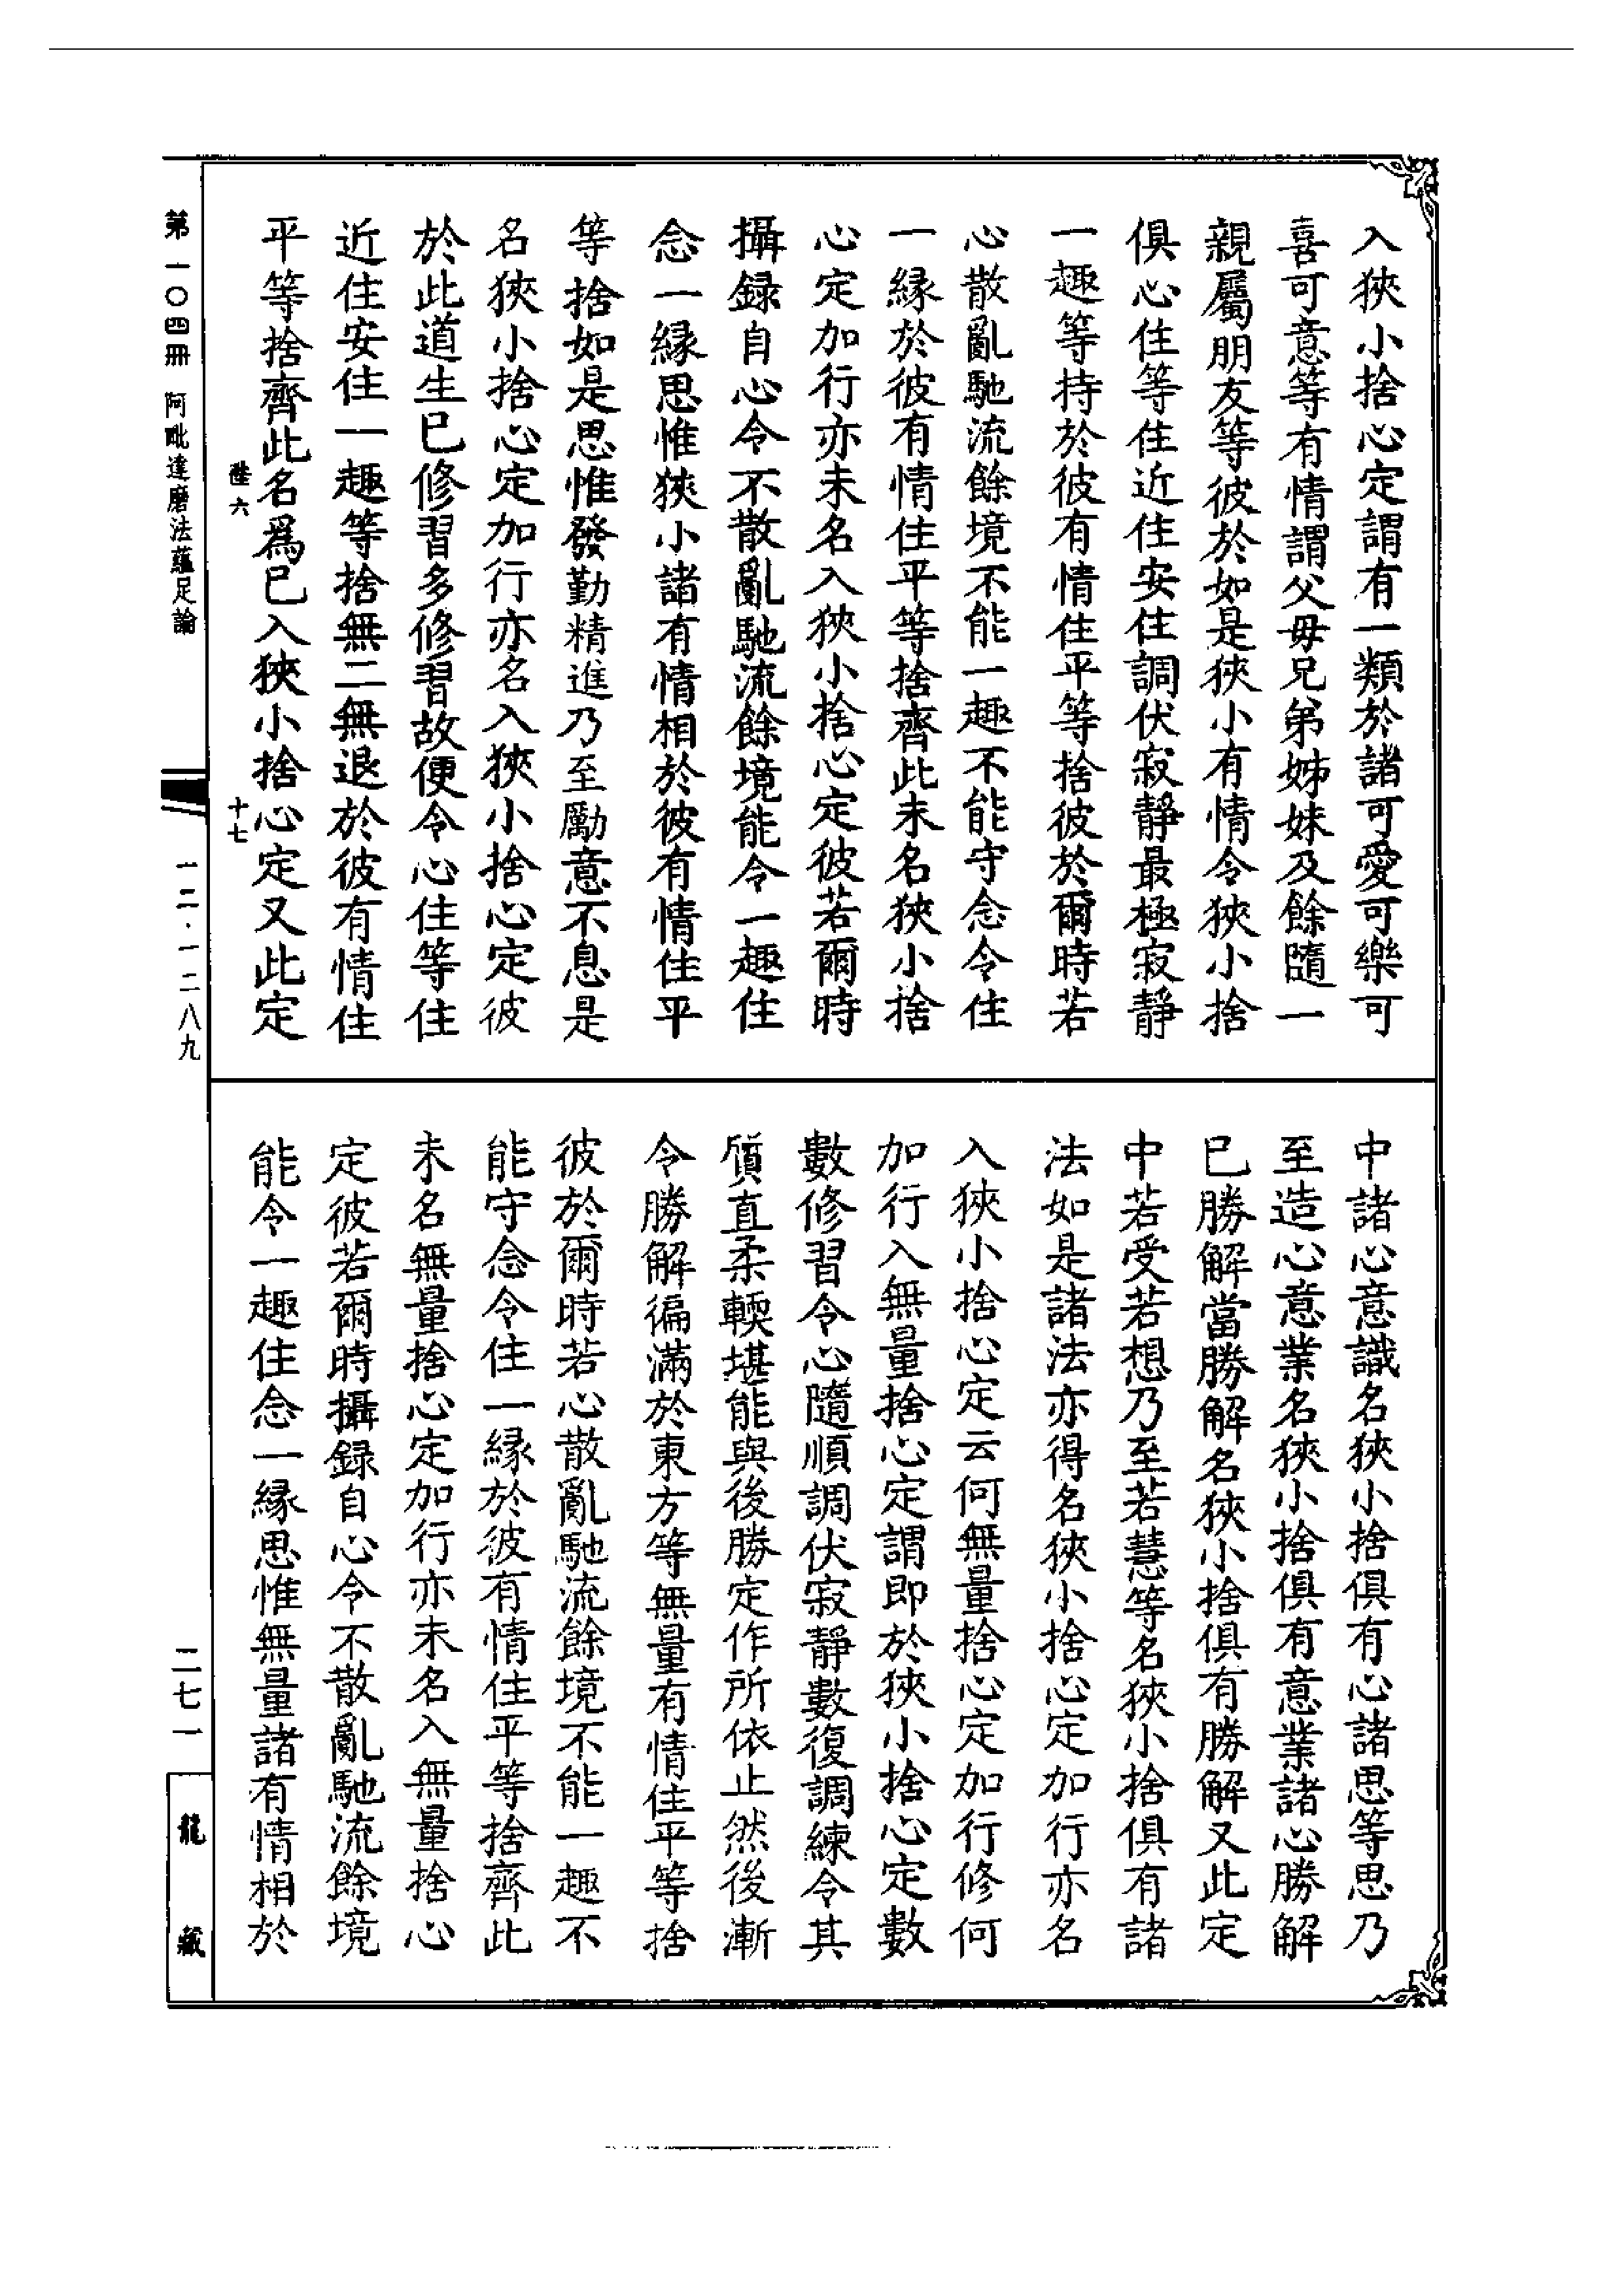 入狹小捨心定謂有一類於諸可愛可樂可
喜可意等有情謂父毋兄弟姊妹及餘隨一
親屬朋友等彼於如是狹小有情令狹小捨
俱心住等住近住安住調伏寂靜最極寂靜
一趣等持於彼有情住平等捨彼於爾時若
心散亂馳流餘境不能一趣不能守念令住
一緣於彼有情住平等捨齊此未名狹小捨
心定加行亦未名入狹小捨心定彼若爾時
攝録自心令不散亂馳流餘境能令一趣住
念一緣思惟狹小諸有情相於彼有情住平
等捨如是思惟發勤精進乃至勵意不息是
名狹小捨心定加行亦名入狹小捨心定彼
於此道生已修習多修習故便令心住等住
近住安住一趣等捨無二無退於彼有情住
平等捨齊此名爲已入狹小捨心定又此定
中諸心意識名狹小捨俱有心諸思等思乃
至造心意業名狹小捨俱有意業諸心勝解
已勝解當勝解名狹小捨俱有勝解又此定
中若受若想乃至若慧等名狹小捨俱有諸
法如是諸法亦得名狹小捨心定加行亦名
入狹小捨心定云何無量捨心定加行修何
加行入無量捨心定謂即於狹小捨心定數
數修習令心隨順調伏寂靜數復調練令其
質直柔輭堪能與後勝定作所依止然後漸
令勝解徧滿於東方等無量有情住平等捨
彼於爾時若心散亂馳流餘境不能一趣不
能守念令住一緣於彼有情住平等捨齊此
未名無量捨心定加行亦未名入無量捨心
定彼若爾時攝録自心令不散亂馳流餘境
能令一趣住念一緣思惟無量諸有情相於
六 十七
第一〇四冊 阿毗達磨法蘊足論
一二·一二八九
二七一
龍藏